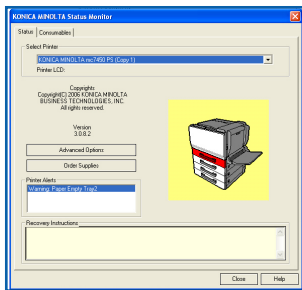 KONICA MINOLTA Status Monitor
Status
Consumables
Select Printer
KONICA MINOLTA mc7450 PS (Copy 1)
Printer LCD:
Copyrights
Copyright(C) 2006 KONICA MINOLTA
BUSINESS TECHNOLOGIES, INC.
All rights reserved.
Version
3.0.8.2
Advanced Options
Order Supplies
Printer Alerts
Warning: Paper Empty Tray2
Recovery Instructions
Close
Help